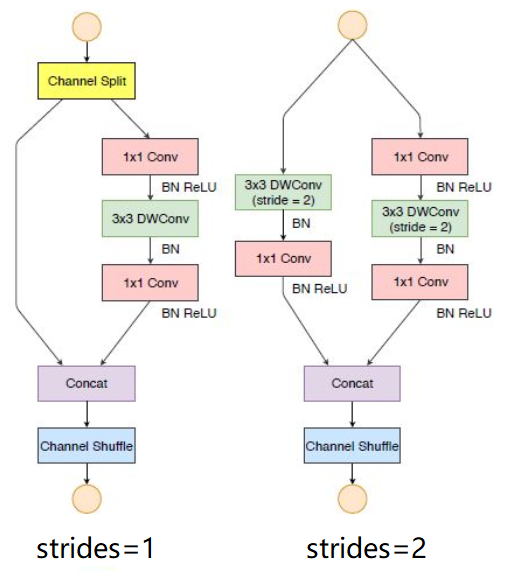 Channel Split
1x1 Conv
BN ReLU
3x3 DWConv
BN
1x1 Conv
BN ReLU
Concat
Channel Shuffle
strides=1
3x3 DWConv
(stride = 2)
BN
1x1 Conv
BN ReLU
1x1 Conv
BN ReLU
3x3 DWConv
(stride = 2)
BN
1x1 Conv
BN ReLU
Concat
Channel Shuffle
strides=2